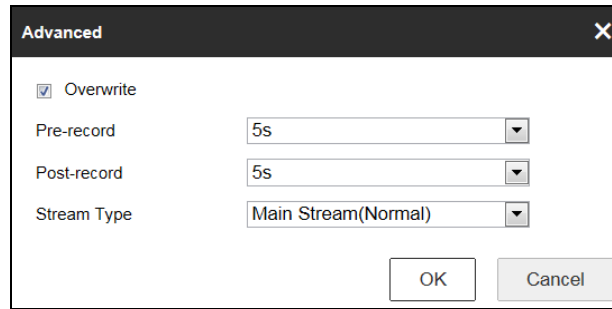 Advanced
Overwrite
Pre-record 5s
Post-record 5s
Stream Type Main Stream(Normal)
OK Cancel